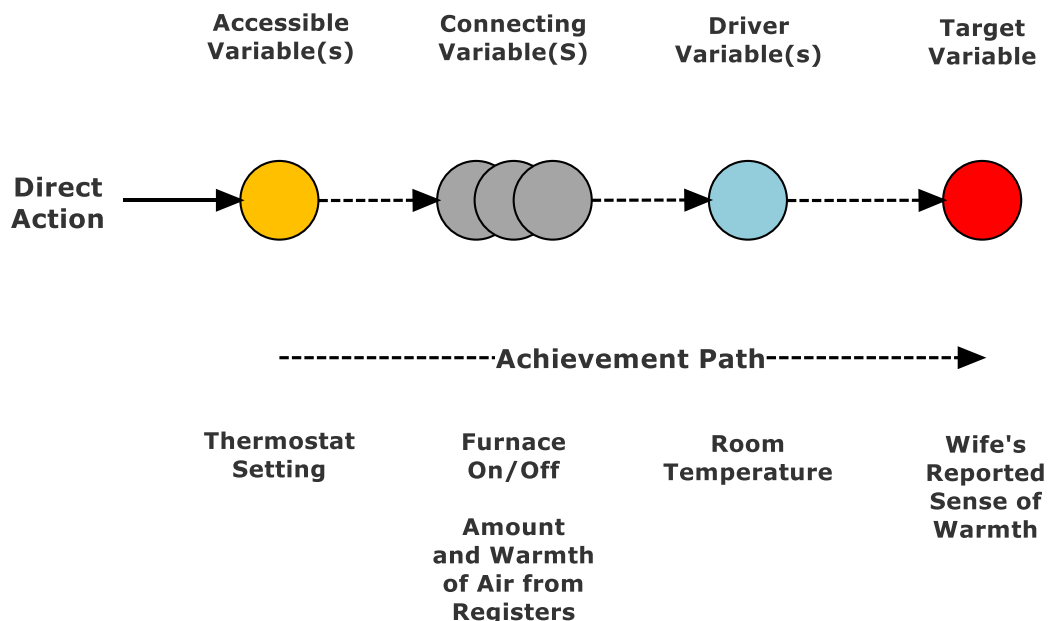 Accessible
Variable(s)
Connecting
Variable(S)
Driver
Variable(s)
Target
Variable
Direct
Action
Achievement Path
Thermostat
Setting
Furnace
On/Off
Amount
and Warmth
of Air from
Registers
Room
Temperature
Wife's
Reported
Sense of
Warmth